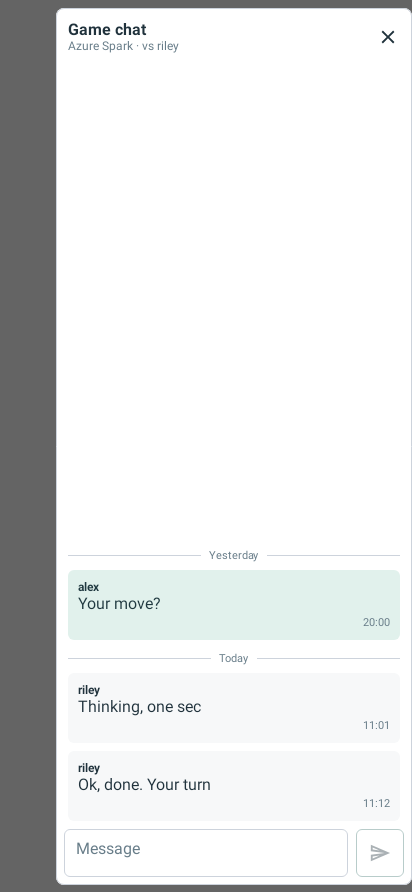 Game chat
Azure Spark · vs riley
Yesterday
alex
Your move?
20:00
Today
riley
Thinking, one sec
11:01
riley
Ok, done. Your turn
11:12
Message